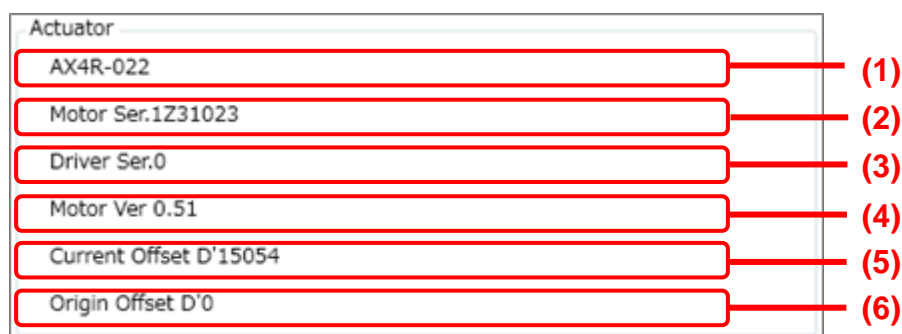 Actuator
AX4R-022 (1)
Motor Ser.1Z31023 (2)
Driver Ser.0 (3)
Motor Ver 0.51 (4)
Current Offset D'15054 (5)
Origin Offset D'0 (6)